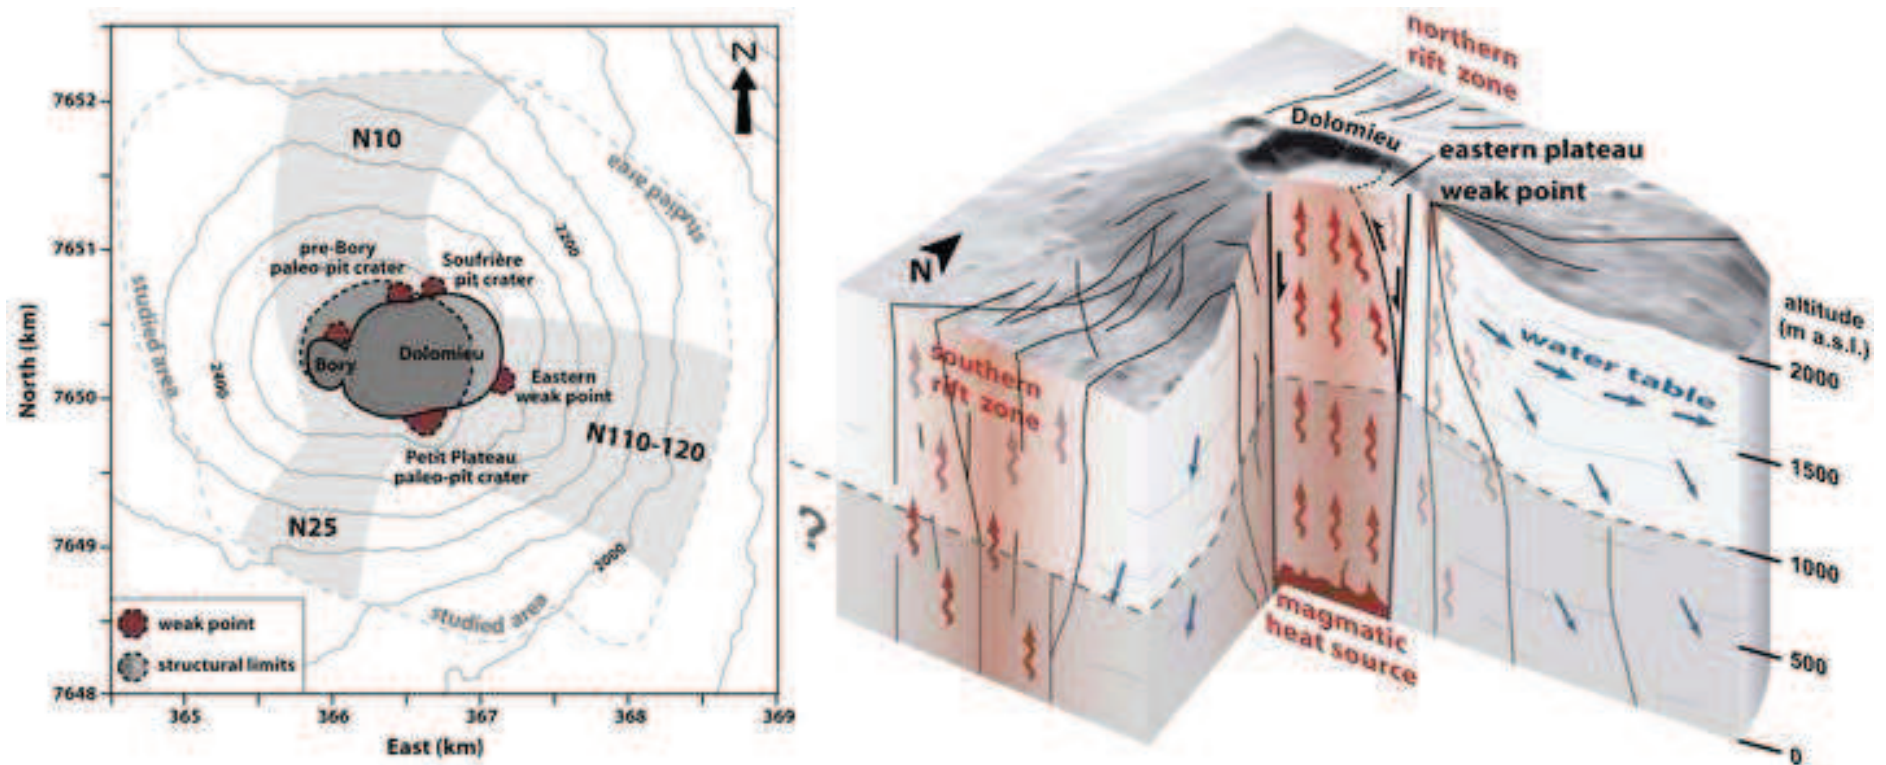 7652
7651
7650
7649
7648
North (km)
365
366
367
368
369
East (km)
N
N10
studied area
2200
pre-Bory
paleo-pit crater
Soufrière
pit crater
studied area
Bory
Dolomieu
2400
Eastern
weak point
N110-120
Petit Plateau
paleo-pit crater
N25
2000
studied area
weak point
structural limits
northern
rift zone
Dolomieu
eastern plateau
weak point
N
altitude
(m a.s.l.)
southern
rift zone
water table
2000
1500
1000
500
0
?
magmatic
heat source